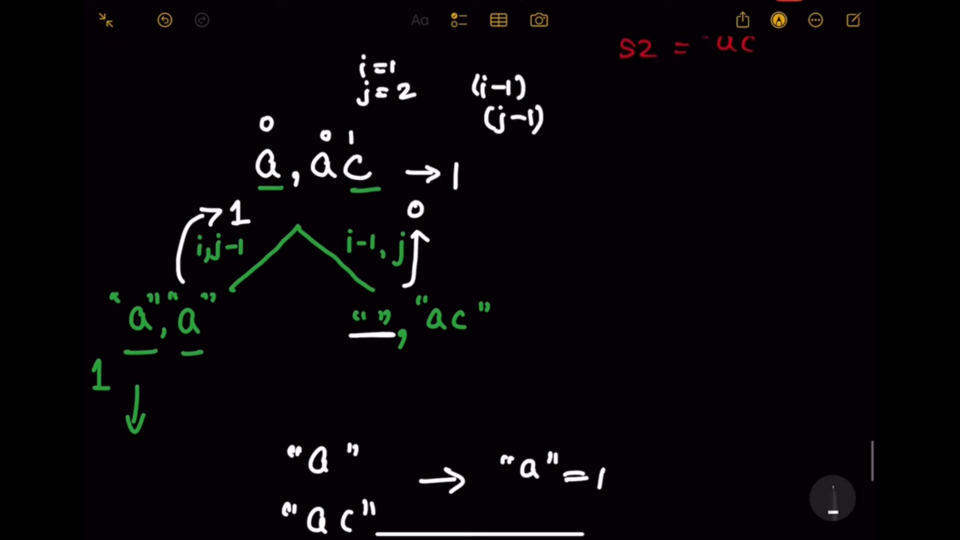 Aa
S2 = "ac
i=1
j=2
(i-1)
(j-1)
0 0 1
a, ac → 1
1 0
i,j-1 i-1, j
"a", "a" "", "ac"
1
"a" → "a" = 1
"ac"